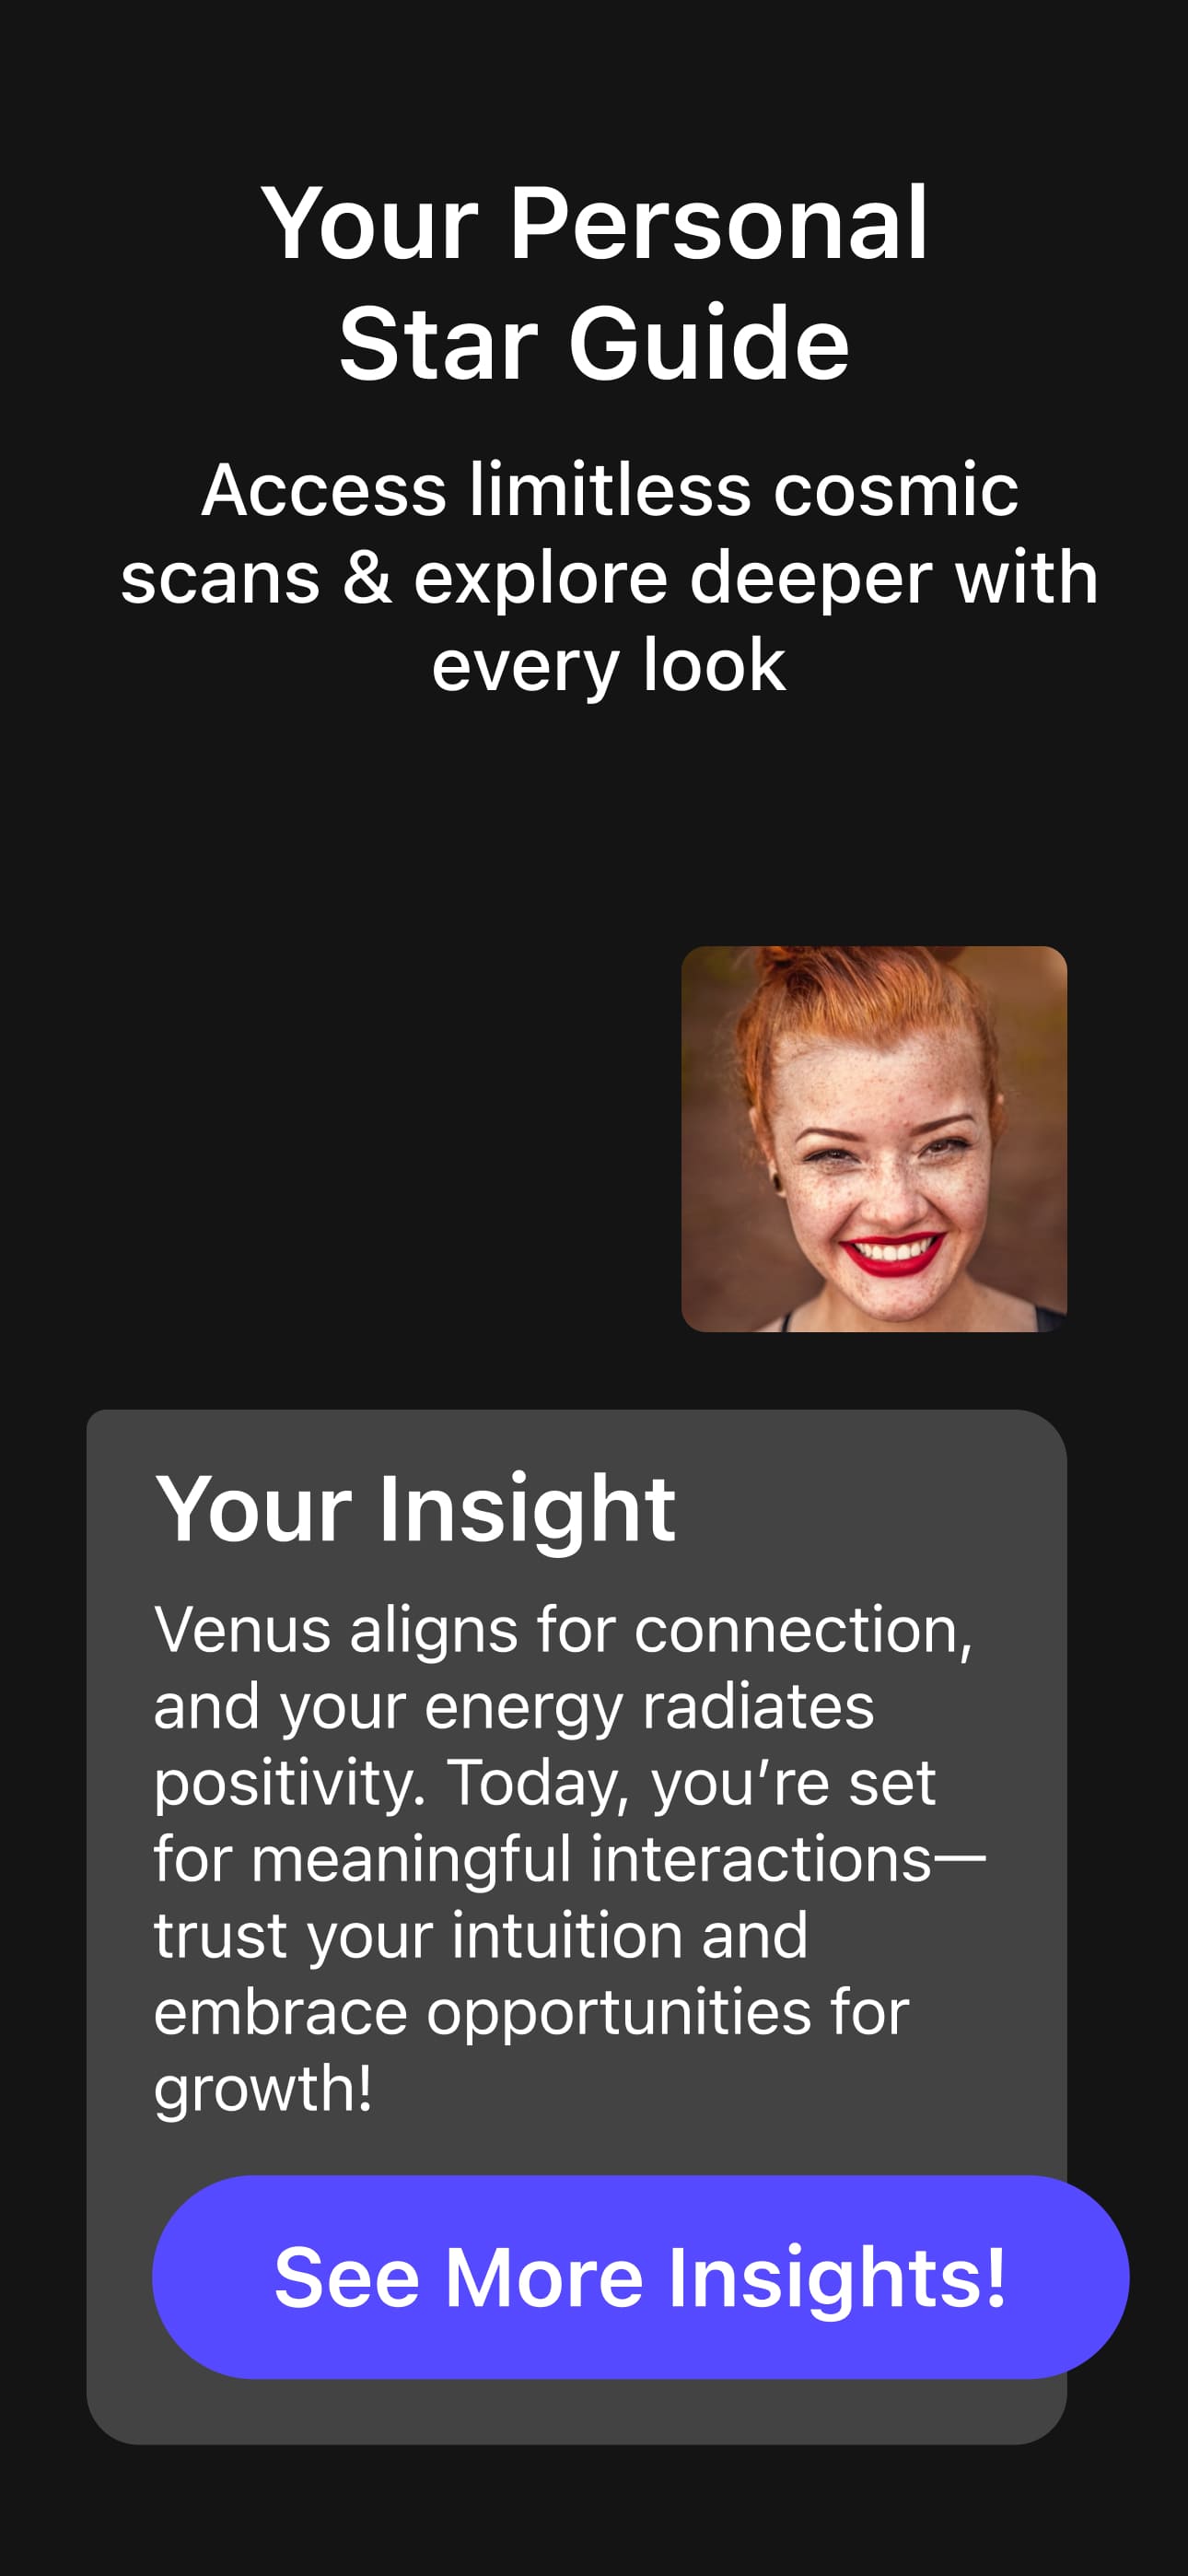 Your Personal
Star Guide
Access limitless cosmic
scans & explore deeper with
every look
Your Insight
Venus aligns for connection,
and your energy radiates
positivity. Today, you’re set
for meaningful interactions—
trust your intuition and
embrace opportunities for
growth!
See More Insights!